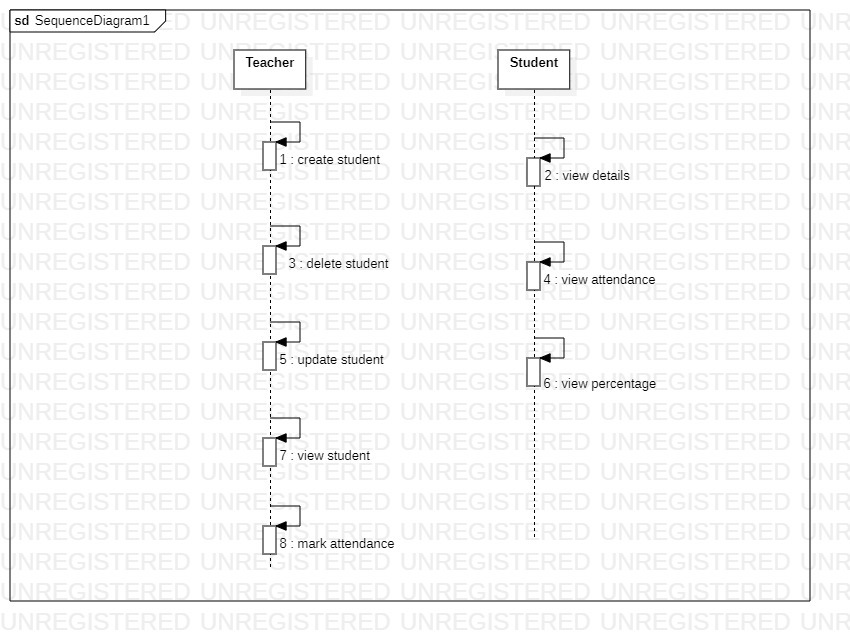 sd SequenceDiagram1
Teacher
Student
1 : create student
2 : view details
3 : delete student
4 : view attendance
5 : update student
6 : view percentage
7 : view student
8 : mark attendance
UNREGISTERED UNREGISTERED UNREGISTERED UNREGISTERED UNR